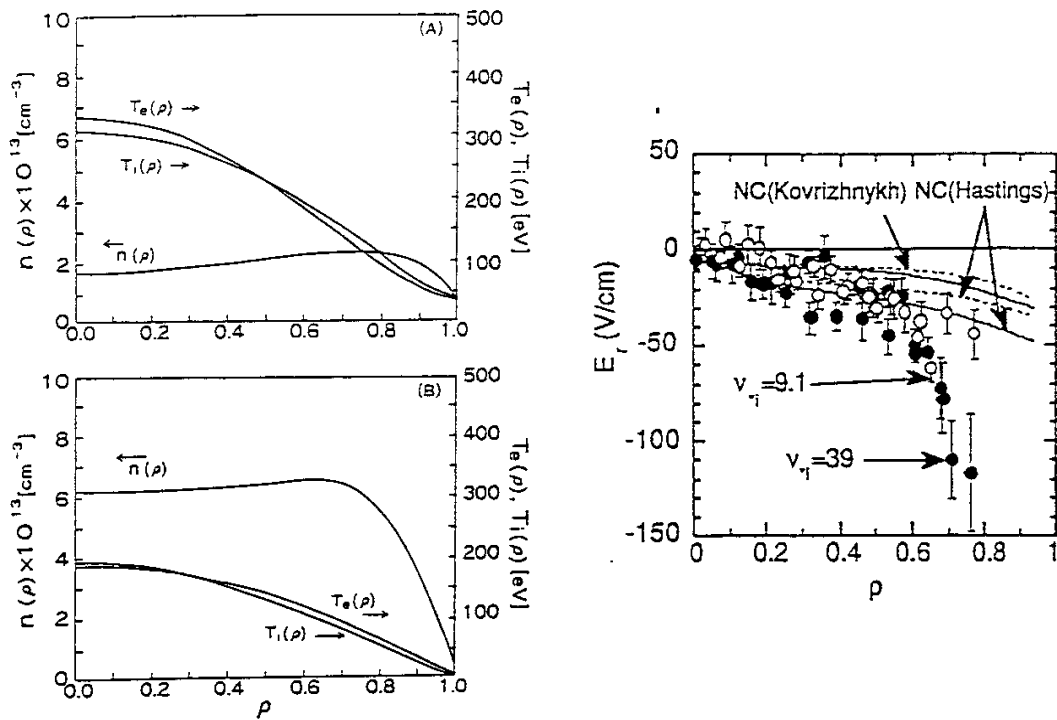 (A)
10
8
6
4
2
0
500
400
300
200
100
0.0 0.2 0.4 0.6 0.8 1.0
n(ρ)×10^13 [cm^-3]
Te(ρ), Ti(ρ) [eV]
Te(ρ) →
Ti(ρ) →
← n(ρ)
(B)
10
8
6
4
2
0
500
400
300
200
100
0.0 0.2 0.4 0.6 0.8 1.0
n(ρ)×10^13 [cm^-3]
Te(ρ), Ti(ρ) [eV]
← n(ρ)
Te(ρ) →
Ti(ρ) →
ρ
50
0
-50
-100
-150
0 0.2 0.4 0.6 0.8 1
E_r (V/cm)
NC(Kovrizhnykh) NC(Hastings)
ν*i=9.1
ν*i=39
ρ